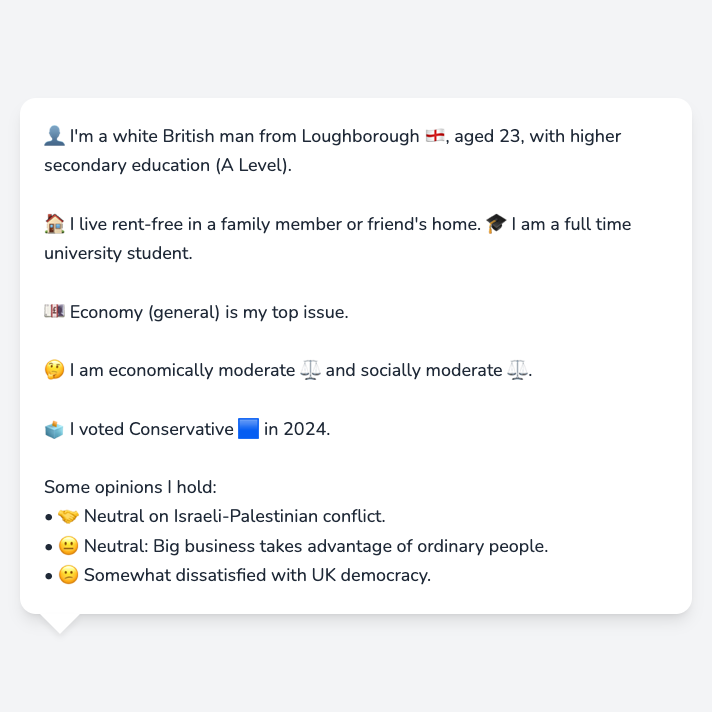 👤 I'm a white British man from Loughborough 🏴󠁧󠁢󠁥󠁮󠁧󠁿, aged 23, with higher
secondary education (A Level).
🏠 I live rent-free in a family member or friend's home. 🎓 I am a full time
university student.
💷 Economy (general) is my top issue.
🤔 I am economically moderate ⚖️ and socially moderate ⚖️.
🗳️ I voted Conservative 🟦 in 2024.
Some opinions I hold:
• 🤝 Neutral on Israeli-Palestinian conflict.
• 😐 Neutral: Big business takes advantage of ordinary people.
• 😕 Somewhat dissatisfied with UK democracy.